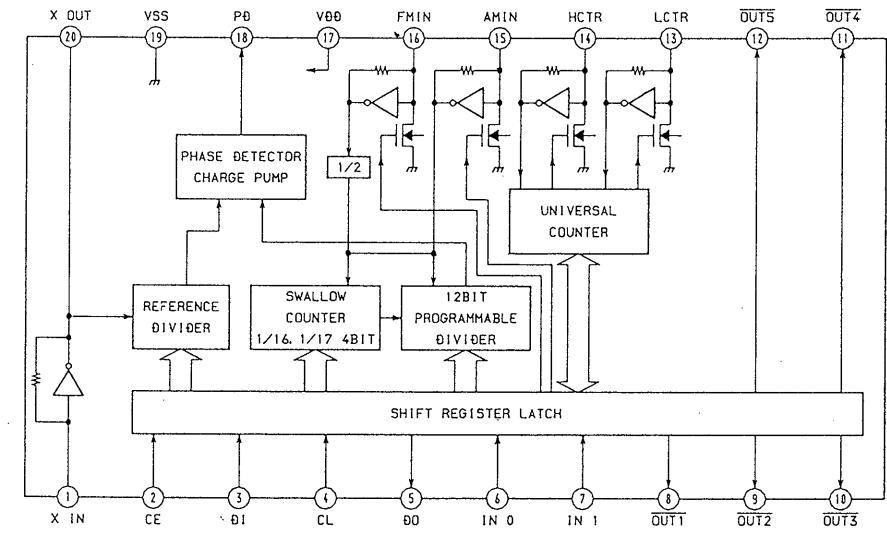 X OUT VSS PD VDD FMIN AMIN HCTR LCTR OUT5 OUT4
20 19 18 17 16 15 14 13 12 11
PHASE DETECTOR
CHARGE PUMP
1/2
UNIVERSAL
COUNTER
REFERENCE
DIVIDER
SWALLOW
COUNTER
1/16. 1/17 4BIT
12BIT
PROGRAMMABLE
DIVIDER
SHIFT REGISTER LATCH
1 2 3 4 5 6 7 8 9 10
X IN CE DI CL DO IN 0 IN 1 OUT1 OUT2 OUT3